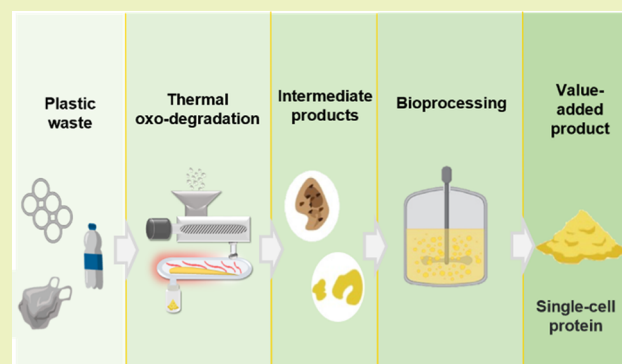 Plastic
waste
Thermal
oxo-degradation
Intermediate
products
Bioprocessing
Value-
added
product
Single-cell
protein